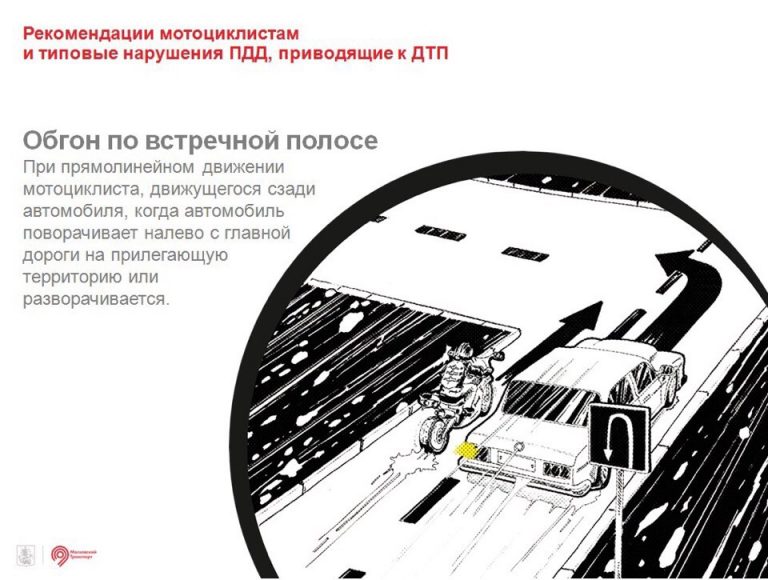 Рекомендации мотоциклистам
и типовые нарушения ПДД, приводящие к ДТП
Обгон по встречной полосе
При прямолинейном движении
мотоциклиста, движущегося сзади
автомобиля, когда автомобиль
поворачивает налево с главной
дороги на прилегающую
территорию или
разворачивается.
Московский
Транспорт